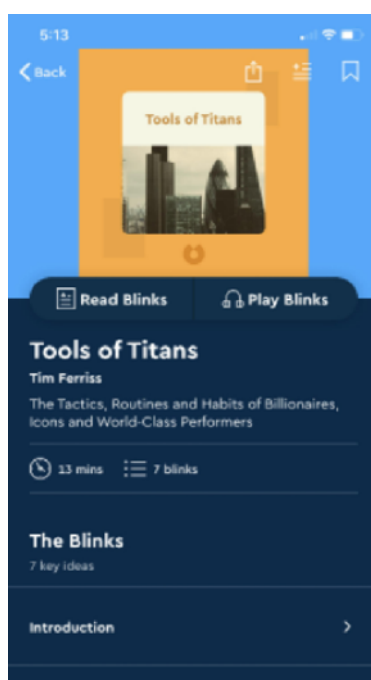 5:13
Back
Tools of Titans
Read Blinks
Play Blinks
Tools of Titans
Tim Ferriss
The Tactics, Routines and Habits of Billionaires,
Icons and World-Class Performers
13 mins
7 blinks
The Blinks
7 key ideas
Introduction